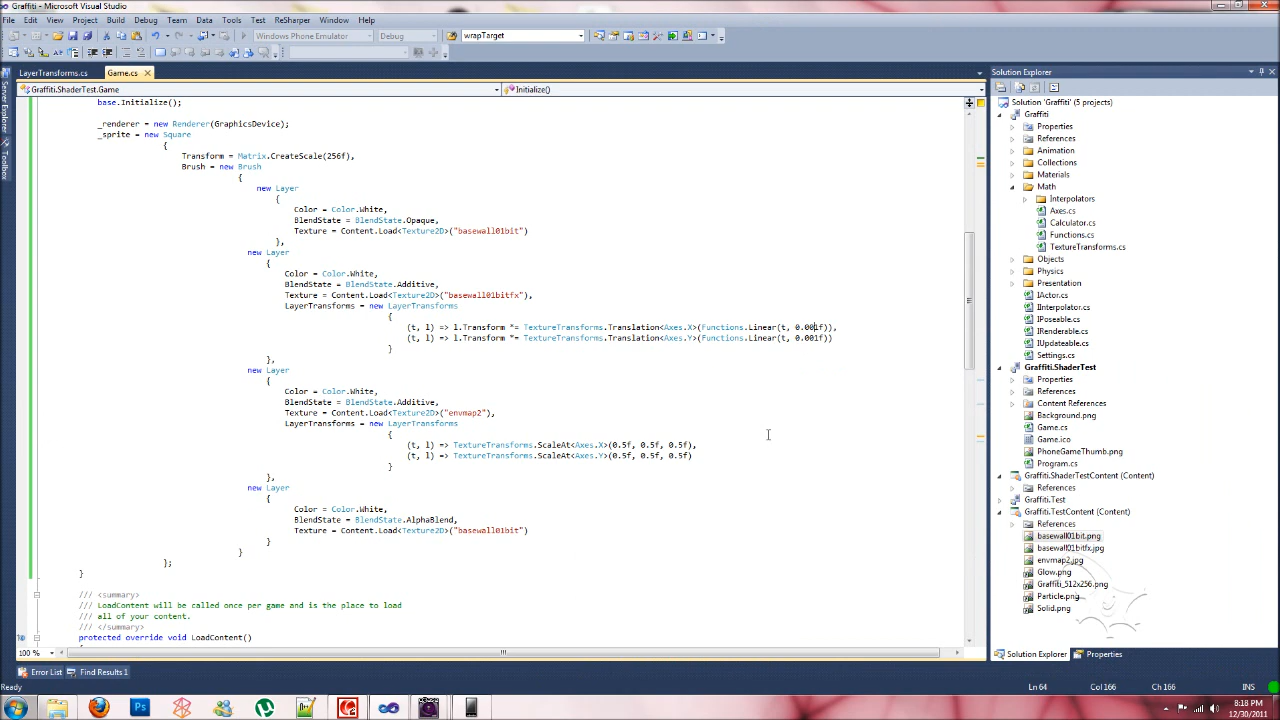 Graffiti - Microsoft Visual Studio
File Edit View Project Build Debug Team Data Tools Test ReSharper Window Help
Windows Phone Emulator Debug wrapTarget
LayerTransforms.cs Game.cs
Graffiti.ShaderTest.Game Initialize()
Server Explorer
Toolbox
base.Initialize();
_renderer = new Renderer(GraphicsDevice);
_sprite = new Square
{
Transform = Matrix.CreateScale(256f),
Brush = new Brush
{
new Layer
{
Color = Color.White,
BlendState = BlendState.Opaque,
Texture = Content.Load<Texture2D>("basewall01bit")
},
new Layer
{
Color = Color.White,
BlendState = BlendState.Additive,
Texture = Content.Load<Texture2D>("basewall01bitfx"),
LayerTransforms = new LayerTransforms
{
(t, l) => l.Transform *= TextureTransforms.Translation<Axes.X>(Functions.Linear(t, 0.001f)),
(t, l) => l.Transform *= TextureTransforms.Translation<Axes.Y>(Functions.Linear(t, 0.001f))
}
},
new Layer
{
Color = Color.White,
BlendState = BlendState.Additive,
Texture = Content.Load<Texture2D>("envmap2"),
LayerTransforms = new LayerTransforms
{
(t, l) => TextureTransforms.ScaleAt<Axes.X>(0.5f, 0.5f, 0.5f),
(t, l) => TextureTransforms.ScaleAt<Axes.Y>(0.5f, 0.5f, 0.5f)
}
},
new Layer
{
Color = Color.White,
BlendState = BlendState.AlphaBlend,
Texture = Content.Load<Texture2D>("basewall01bit")
}
}
};
}
/// <summary>
/// LoadContent will be called once per game and is the place to load
/// all of your content.
/// </summary>
protected override void LoadContent()
100 %
Solution Explorer
Solution 'Graffiti' (5 projects)
Graffiti
Properties
References
Animation
Collections
Materials
Math
Interpolators
Axes.cs
Calculator.cs
Functions.cs
TextureTransforms.cs
Objects
Physics
Presentation
IActor.cs
IInterpolator.cs
IPoseable.cs
IRenderable.cs
IUpdateable.cs
Settings.cs
Graffiti.ShaderTest
Properties
References
Content References
Background.png
Game.cs
Game.ico
PhoneGameThumb.png
Program.cs
Graffiti.ShaderTestContent (Content)
References
Graffiti.Test
Graffiti.TestContent (Content)
References
basewall01bit.png
basewall01bitfx.jpg
envmap2.jpg
Glow.png
Graffiti_512x256.png
Particle.png
Solid.png
Solution Explorer Properties
Error List Find Results 1
Ready Ln 64 Col 166 Ch 166 INS
Ps
8:18 PM
12/30/2011